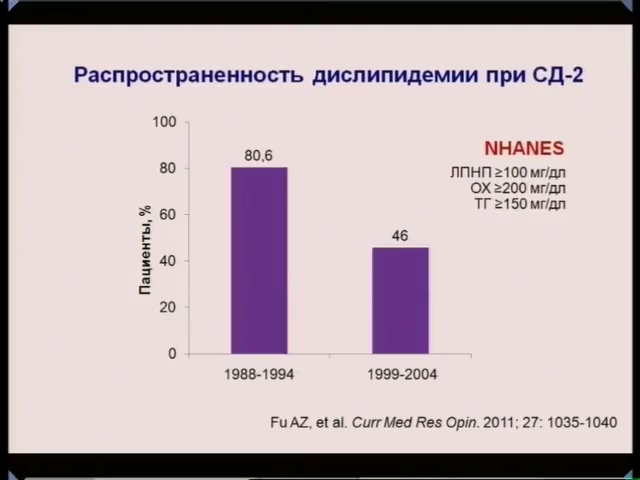 Распространенность дислипидемии при СД-2
NHANES
ЛПНП ≥100 мг/дл
ОХ ≥200 мг/дл
ТГ ≥150 мг/дл
Пациенты, %
100
80
60
40
20
0
80,6
46
1988-1994
1999-2004
Fu AZ, et al. Curr Med Res Opin. 2011; 27: 1035-1040